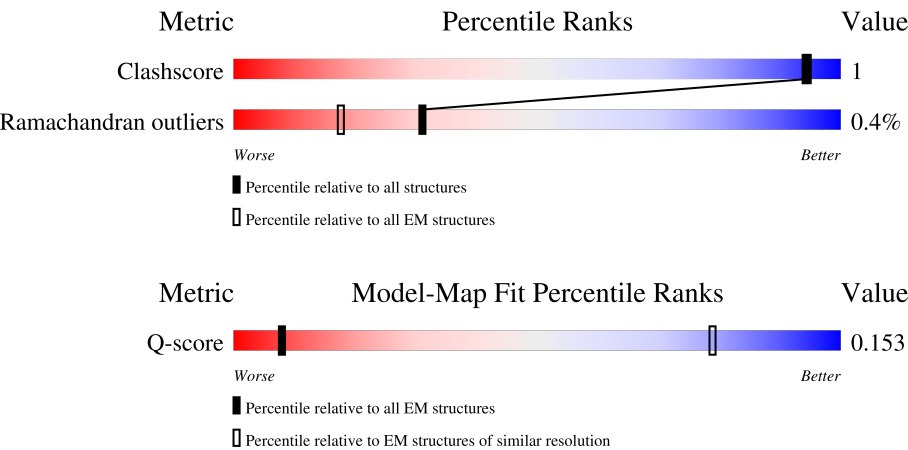 Metric Percentile Ranks Value
Clashscore 1
Ramachandran outliers 0.4%
Worse Better
Percentile relative to all structures
Percentile relative to all EM structures
Metric Model-Map Fit Percentile Ranks Value
Q-score 0.153
Worse Better
Percentile relative to all EM structures
Percentile relative to EM structures of similar resolution